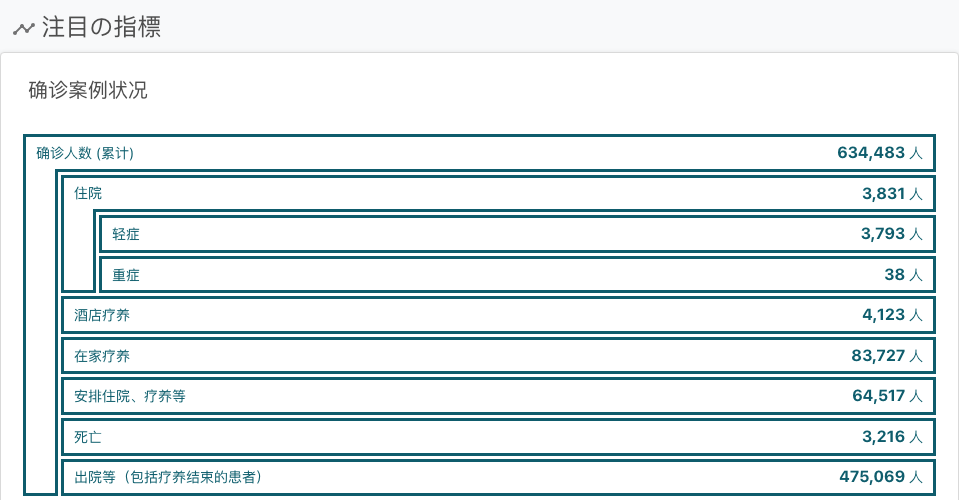 注目の指標
确诊案例状况
确诊人数 (累计) 634,483 人
住院 3,831 人
轻症 3,793 人
重症 38 人
酒店疗养 4,123 人
在家疗养 83,727 人
安排住院、疗养等 64,517 人
死亡 3,216 人
出院等（包括疗养结束的患者） 475,069 人